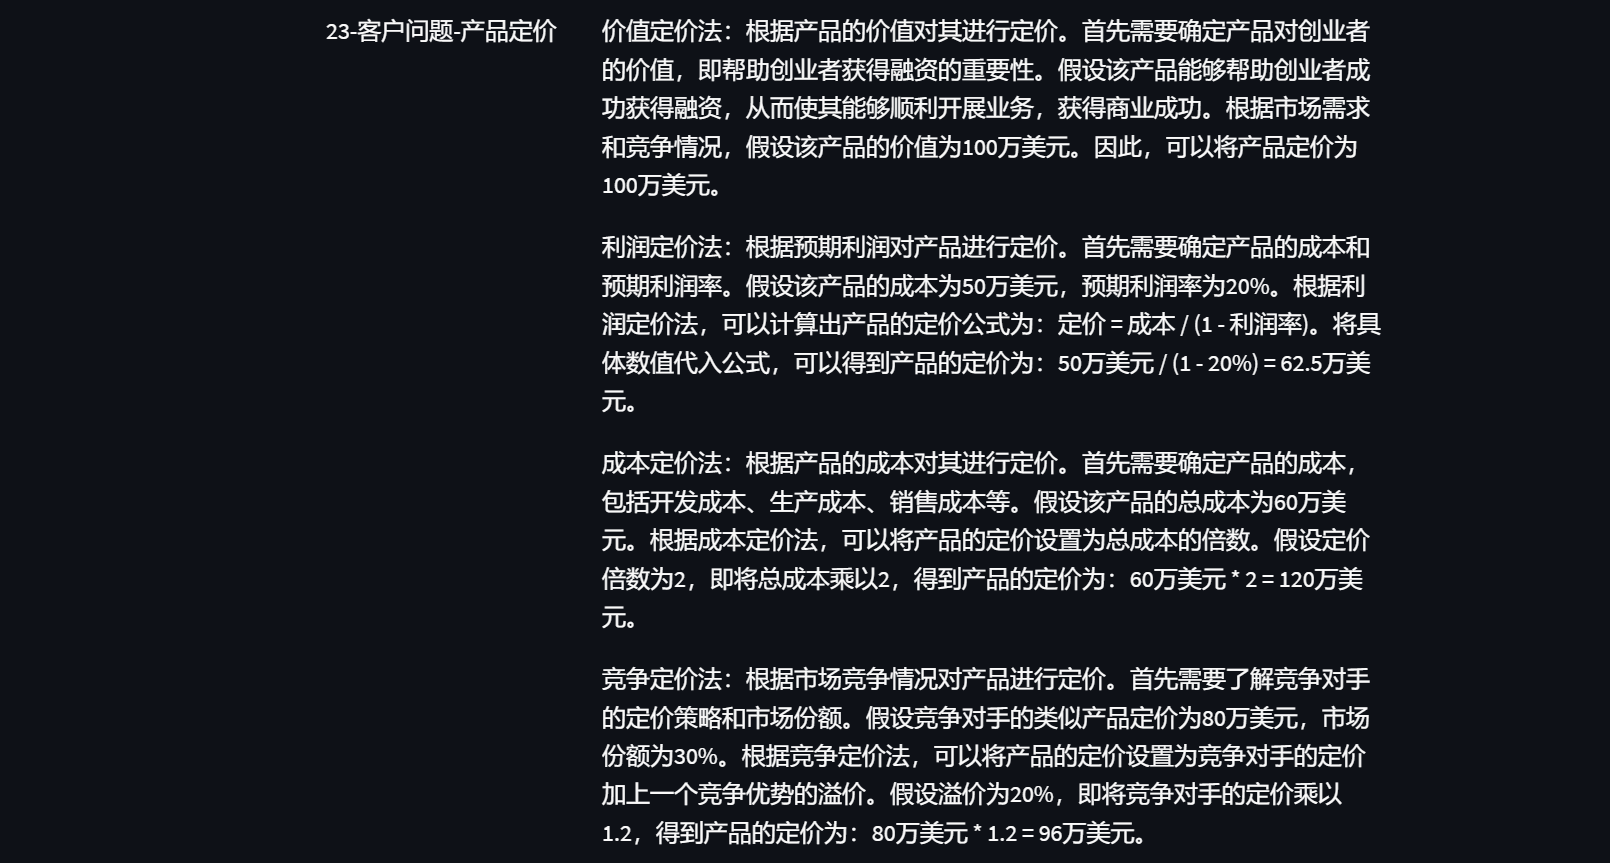 23-客户问题-产品定价
价值定价法：根据产品的价值对其进行定价。首先需要确定产品对创业者
的价值，即帮助创业者获得融资的重要性。假设该产品能够帮助创业者成
功获得融资，从而使其能够顺利开展业务，获得商业成功。根据市场需求
和竞争情况，假设该产品的价值为100万美元。因此，可以将产品定价为
100万美元。
利润定价法：根据预期利润对产品进行定价。首先需要确定产品的成本和
预期利润率。假设该产品的成本为50万美元，预期利润率为20%。根据利
润定价法，可以计算出产品的定价公式为：定价 = 成本 / (1 - 利润率)。将具
体数值代入公式，可以得到产品的定价为：50万美元 / (1 - 20%) = 62.5万美
元。
成本定价法：根据产品的成本对其进行定价。首先需要确定产品的成本，
包括开发成本、生产成本、销售成本等。假设该产品的总成本为60万美
元。根据成本定价法，可以将产品的定价设置为总成本的倍数。假设定价
倍数为2，即将总成本乘以2，得到产品的定价为：60万美元 * 2 = 120万美
元。
竞争定价法：根据市场竞争情况对产品进行定价。首先需要了解竞争对手
的定价策略和市场份额。假设竞争对手的类似产品定价为80万美元，市场
份额为30%。根据竞争定价法，可以将产品的定价设置为竞争对手的定价
加上一个竞争优势的溢价。假设溢价为20%，即将竞争对手的定价乘以
1.2，得到产品的定价为：80万美元 * 1.2 = 96万美元。